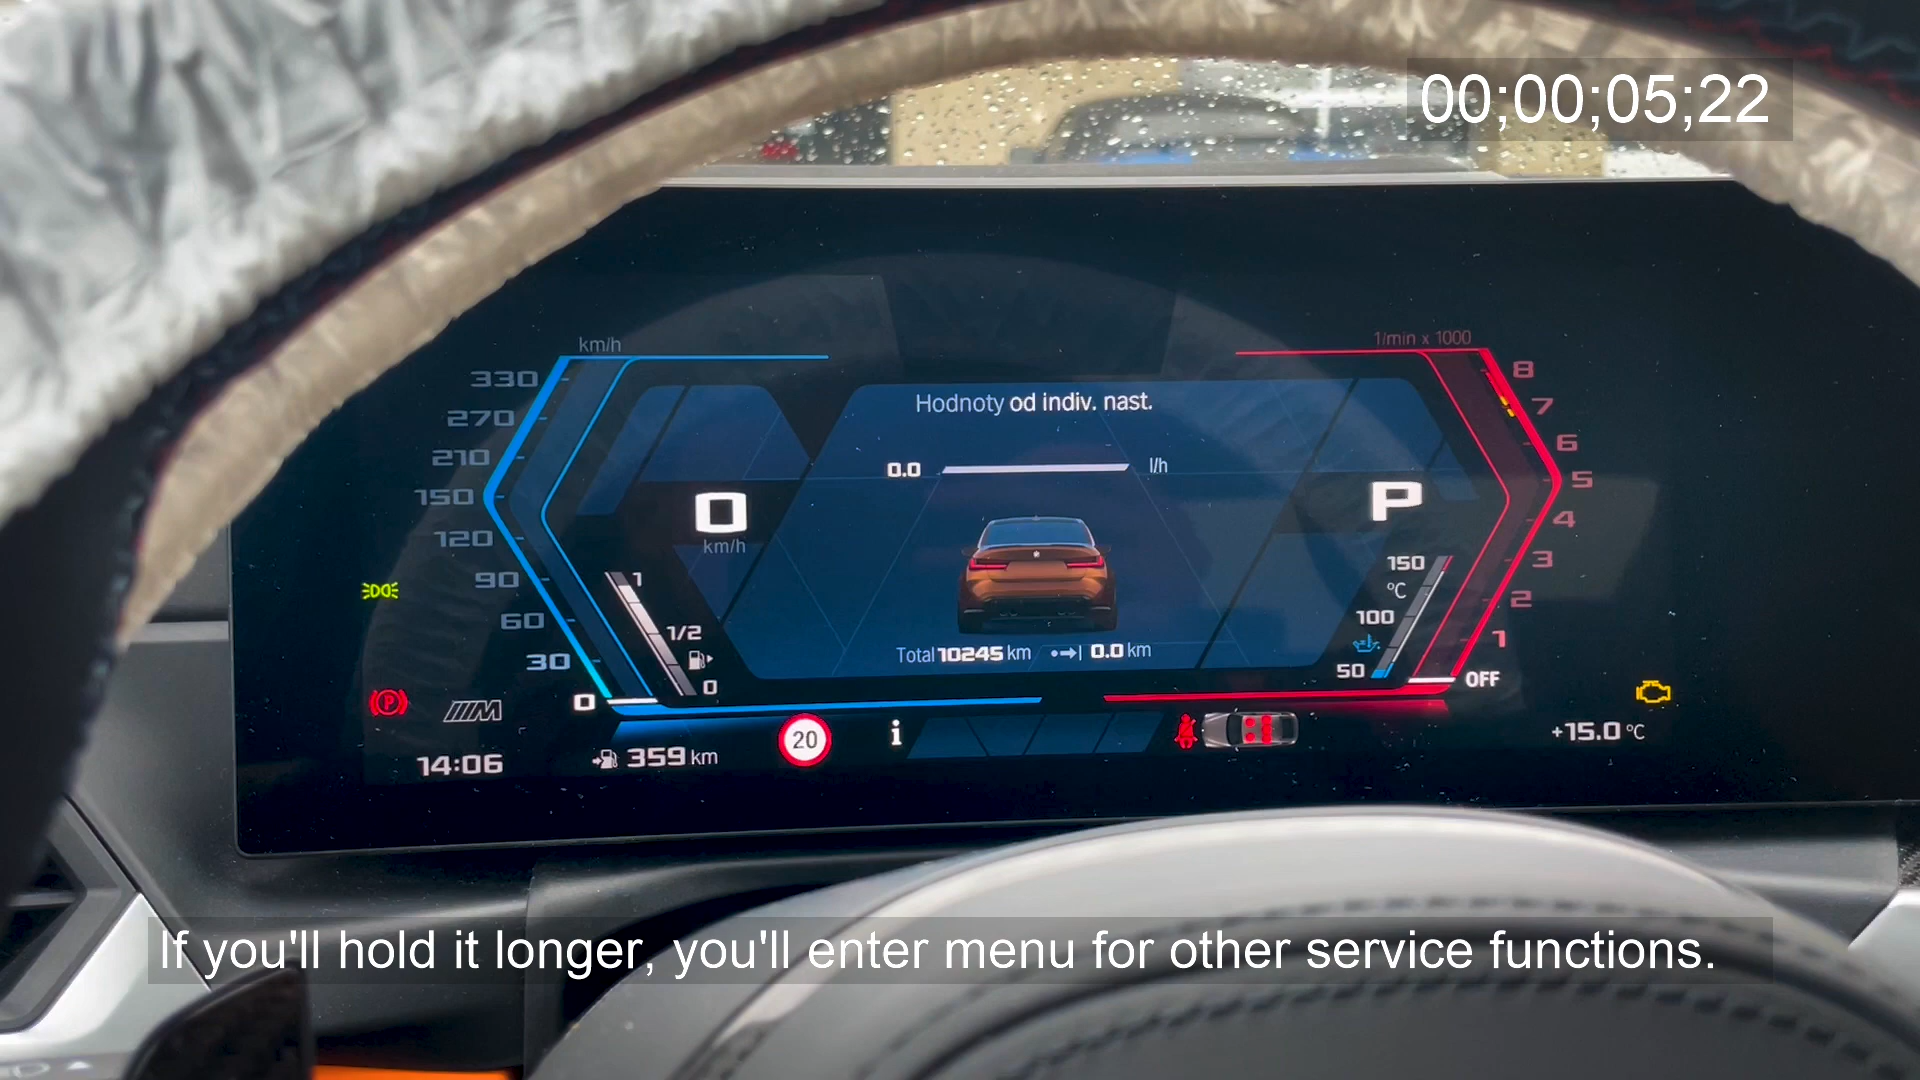 00;00;05;22
km/h
1/min x 1000
330
270
210
150
120
90
60
30
0
8
7
6
5
4
3
2
1
OFF
Hodnoty od indiv. nast.
0.0 l/h
0
km/h
P
1
1/2
0
150
°C
100
50
Total 10245 km 0.0 km
P
M
14:06
359 km
20
i
+15.0 °C
If you'll hold it longer, you'll enter menu for other service functions.